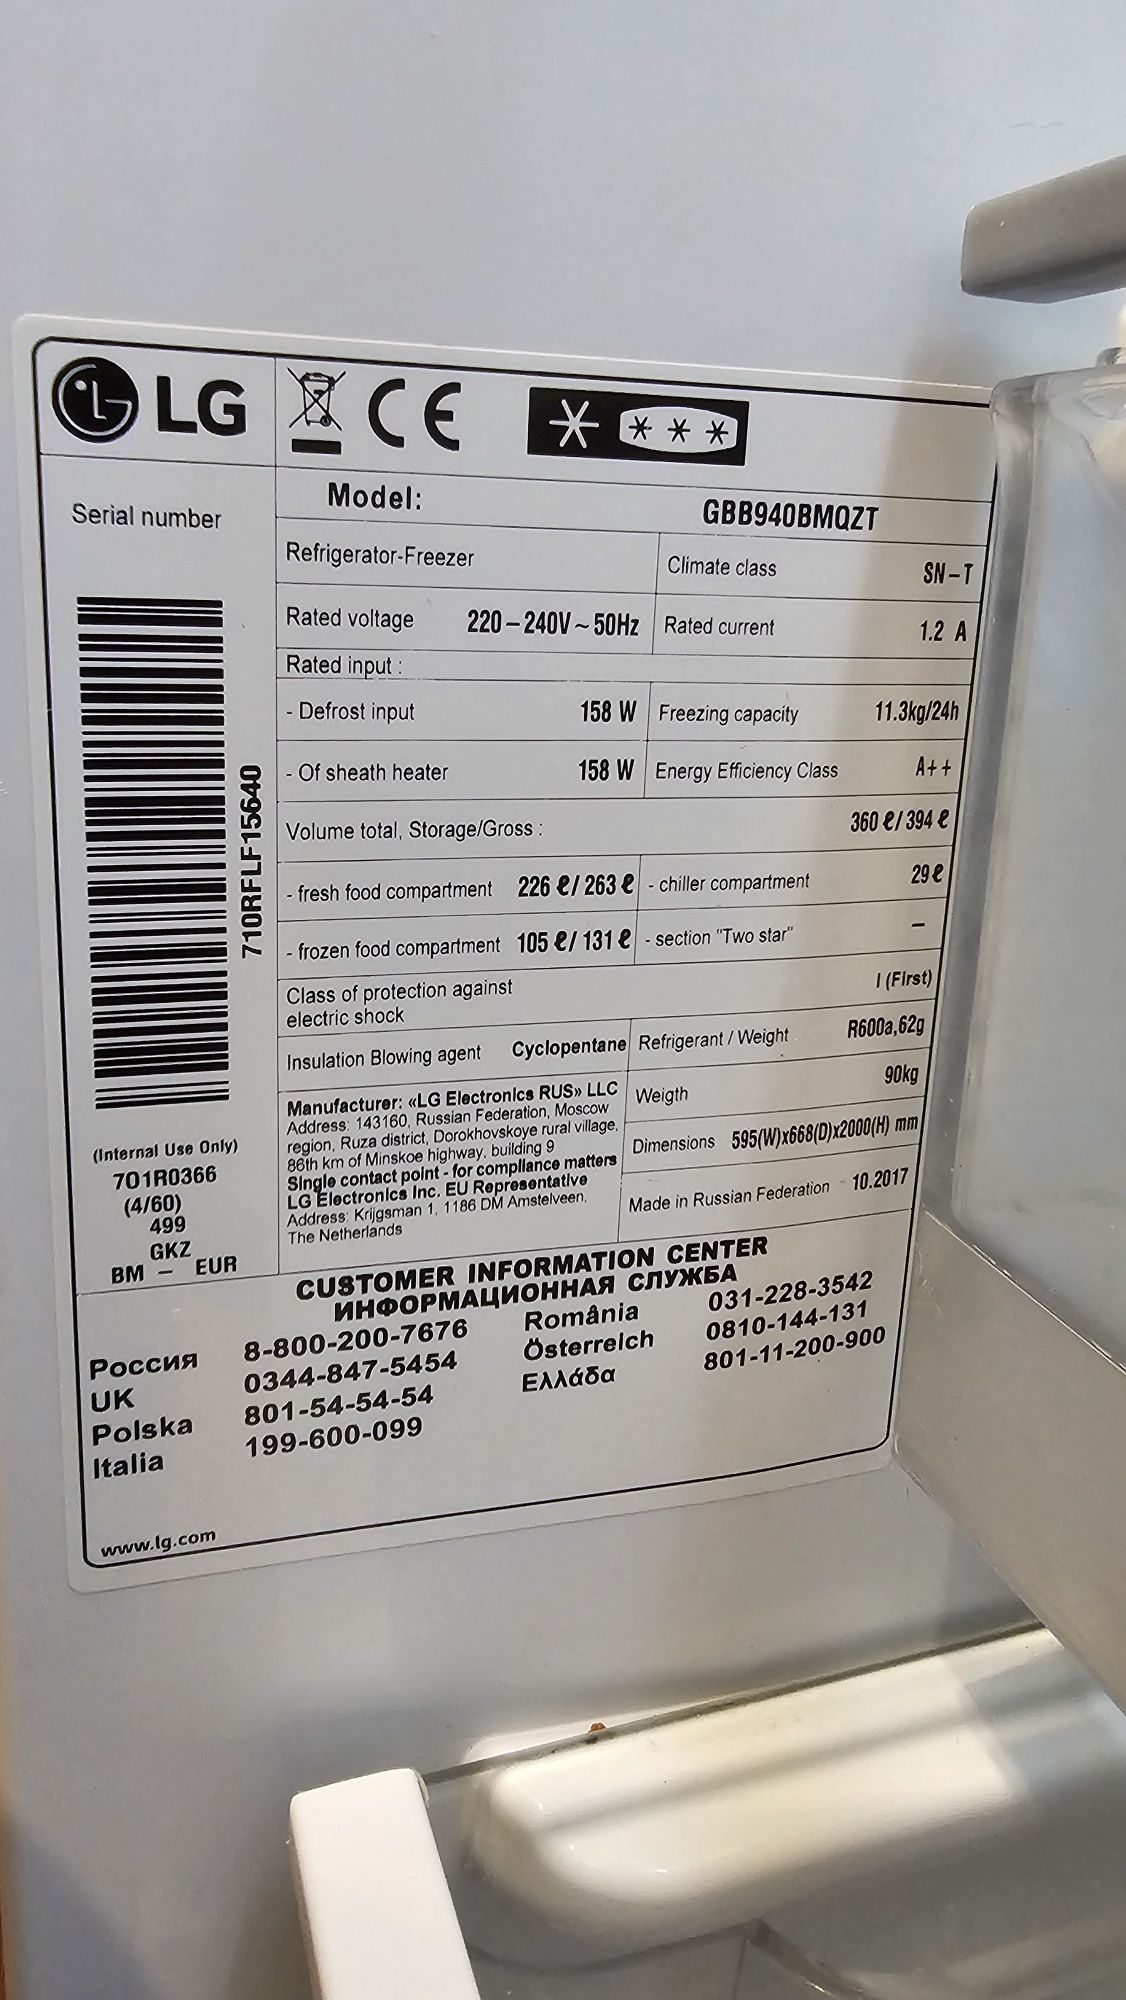 LG
CE
Serial number
710RFLF15640
(Internal Use Only)
701R0366
(4/60)
499
GKZ
BM – EUR
Model: GBB940BMQZT
Refrigerator-Freezer Climate class SN–T
Rated voltage 220–240V~50Hz Rated current 1.2 A
Rated input :
- Defrost input 158 W Freezing capacity 11.3kg/24h
- Of sheath heater 158 W Energy Efficiency Class A++
Volume total, Storage/Gross : 360 ℓ/ 394 ℓ
- fresh food compartment 226 ℓ/ 263 ℓ - chiller compartment 29 ℓ
- frozen food compartment 105 ℓ/ 131 ℓ - section "Two star" –
Class of protection against
electric shock I (First)
Insulation Blowing agent Cyclopentane Refrigerant / Weight R600a,62g
Manufacturer: «LG Electronics RUS» LLC
Address: 143160, Russian Federation, Moscow
region, Ruza district, Dorokhovskoye rural village,
86th km of Minskoe highway, building 9
Single contact point - for compliance matters
LG Electronics Inc. EU Representative
Address: Krijgsman 1, 1186 DM Amstelveen,
The Netherlands
Weigth 90kg
Dimensions 595(W)x668(D)x2000(H) mm
Made in Russian Federation 10.2017
CUSTOMER INFORMATION CENTER
ИНФОРМАЦИОННАЯ СЛУЖБА
Россия 8-800-200-7676
UK 0344-847-5454
Polska 801-54-54-54
Italia 199-600-099
România 031-228-3542
Österreich 0810-144-131
Ελλάδα 801-11-200-900
www.lg.com